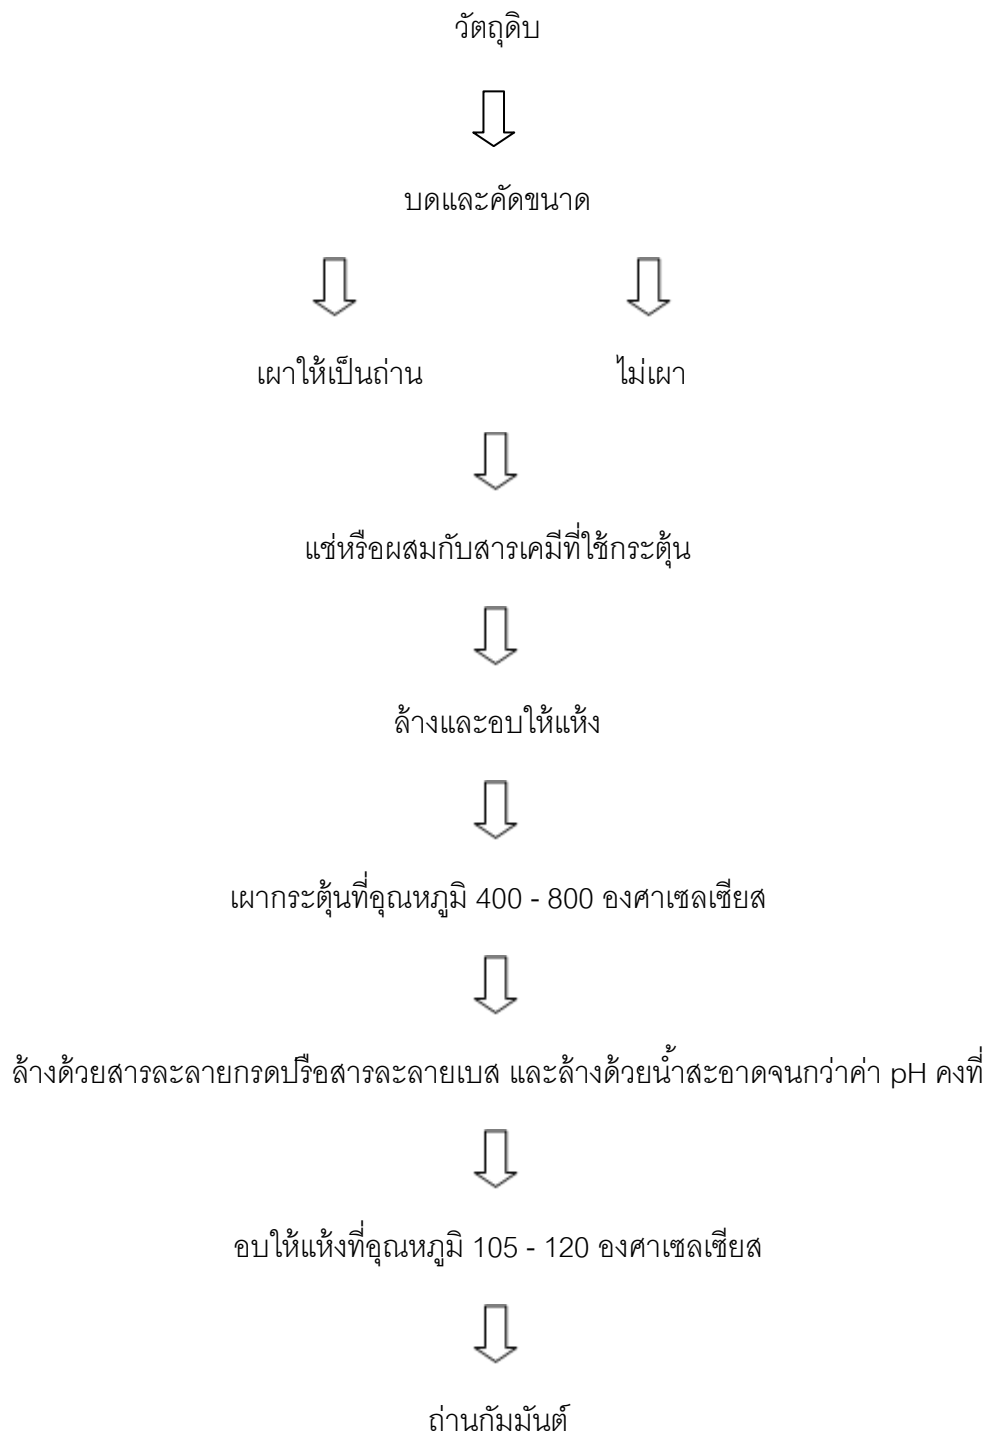 วัตถุดิบ
บดและคัดขนาด
เผาให้เป็นถ่าน ไม่เผา
แช่หรือผสมกับสารเคมีที่ใช้กระตุ้น
ล้างและอบให้แห้ง
เผากระตุ้นที่อุณหภูมิ 400 - 800 องศาเซลเซียส
ล้างด้วยสารละลายกรดปรือสารละลายเบส และล้างด้วยน้ำสะอาดจนกว่าค่า pH คงที่
อบให้แห้งที่อุณหภูมิ 105 - 120 องศาเซลเซียส
ถ่านกัมมันต์